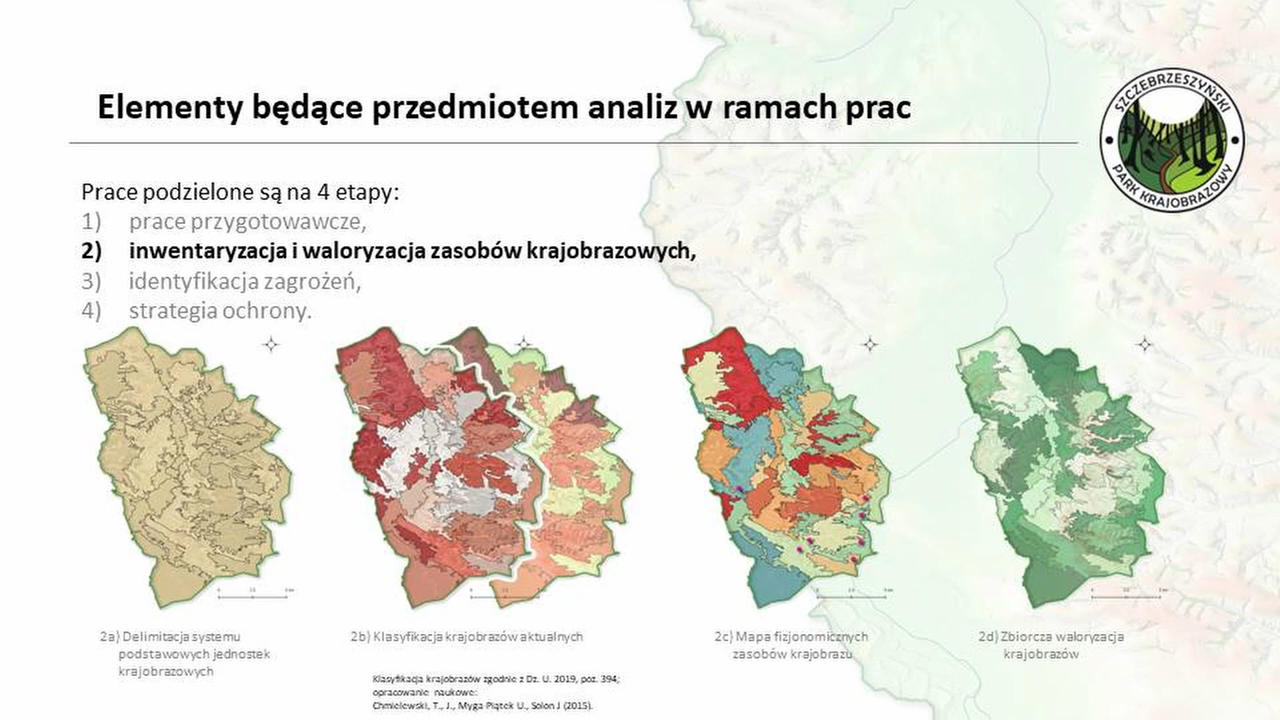 Elementy będące przedmiotem analiz w ramach prac
SZCZEBRZESZYŃSKI
PARK KRAJOBRAZOWY
Prace podzielone są na 4 etapy:
1) prace przygotowawcze,
2) inwentaryzacja i waloryzacja zasobów krajobrazowych,
3) identyfikacja zagrożeń,
4) strategia ochrony.
2a) Delimitacja systemu
podstawowych jednostek
krajobrazowych
2b) Klasyfikacja krajobrazów aktualnych
Klasyfikacja krajobrazów zgodnie z Dz. U. 2019, poz. 394;
opracowanie naukowe:
Chmielewski, T., J., Myga-Piątek U., Solon J (2015).
2c) Mapa fizjonomicznych
zasobów krajobrazu
2d) Zbiorcza waloryzacja
krajobrazów